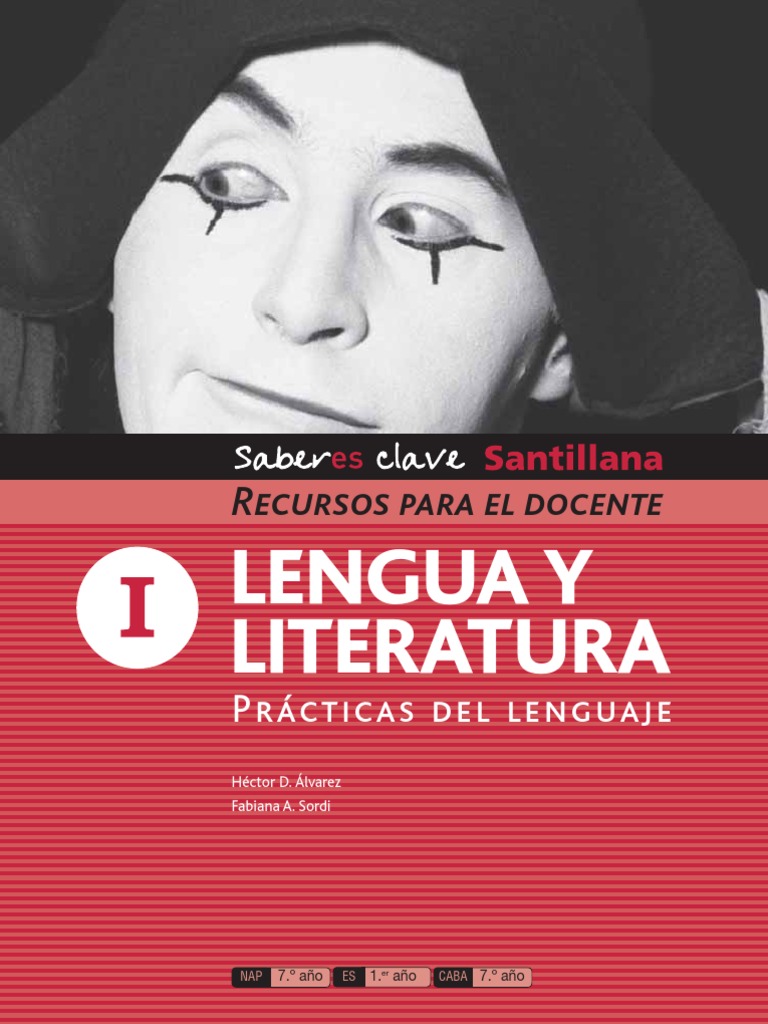 Saberes clave Santillana
RECURSOS PARA EL DOCENTE
I
LENGUA Y
LITERATURA
PRÁCTICAS DEL LENGUAJE
Héctor D. Álvarez
Fabiana A. Sordi
NAP 7.º año ES 1.er año CABA 7.º año